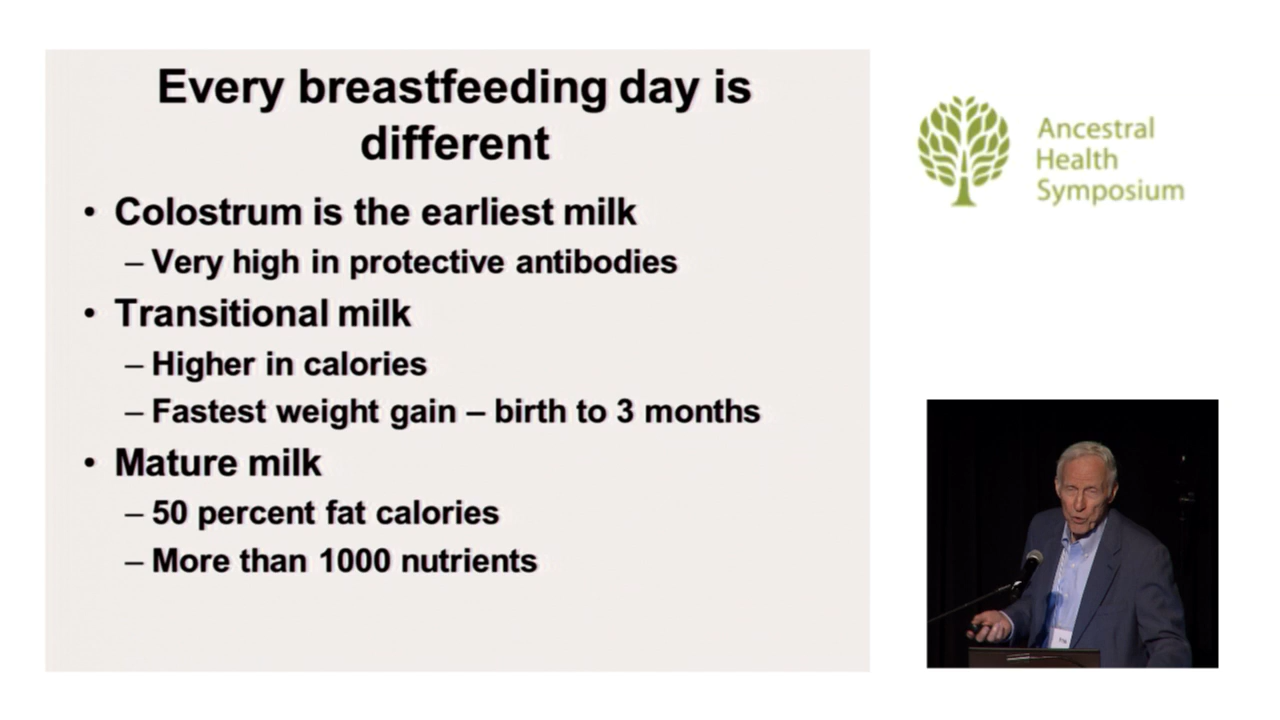 Every breastfeeding day is
different
• Colostrum is the earliest milk
– Very high in protective antibodies
• Transitional milk
– Higher in calories
– Fastest weight gain – birth to 3 months
• Mature milk
– 50 percent fat calories
– More than 1000 nutrients
Ancestral
Health
Symposium